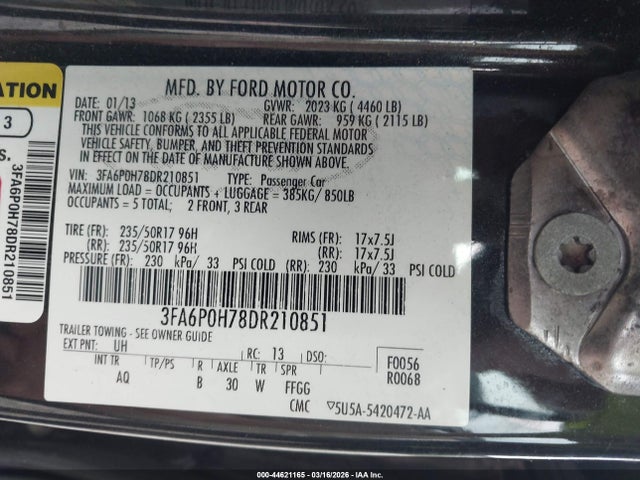 MFD. BY FORD MOTOR CO.
DATE: 01/13 GVWR: 2023 KG ( 4460 LB)
FRONT GAWR: 1068 KG ( 2355 LB) REAR GAWR: 959 KG ( 2115 LB)
THIS VEHICLE CONFORMS TO ALL APPLICABLE FEDERAL MOTOR
VEHICLE SAFETY, BUMPER, AND THEFT PREVENTION STANDARDS
IN EFFECT ON THE DATE OF MANUFACTURE SHOWN ABOVE.
VIN: 3FA6P0H78DR210851 TYPE: Passenger Car
MAXIMUM LOAD = OCCUPANTS + LUGGAGE = 385KG/ 850LB
OCCUPANTS = 5 TOTAL; 2 FRONT, 3 REAR
TIRE (FR): 235/50R17 96H RIMS (FR): 17x7.5J
(RR): 235/50R17 96H (RR): 17x7.5J
PRESSURE (FR): 230 kPa/ 33 PSI COLD (RR): 230 kPa/ 33 PSI COLD
3FA6P0H78DR210851
TRAILER TOWING - SEE OWNER GUIDE
EXT PNT: UH RC: 13 DSO: F0056
INT TR TP/PS R AXLE TR SPR R0068
AQ B 30 W FFGG
CMC 5U5A-5420472-AA
ATION
3
S.
3FA6P0H78DR210851
000-44621165 - 03/16/2026 - IAA Inc.